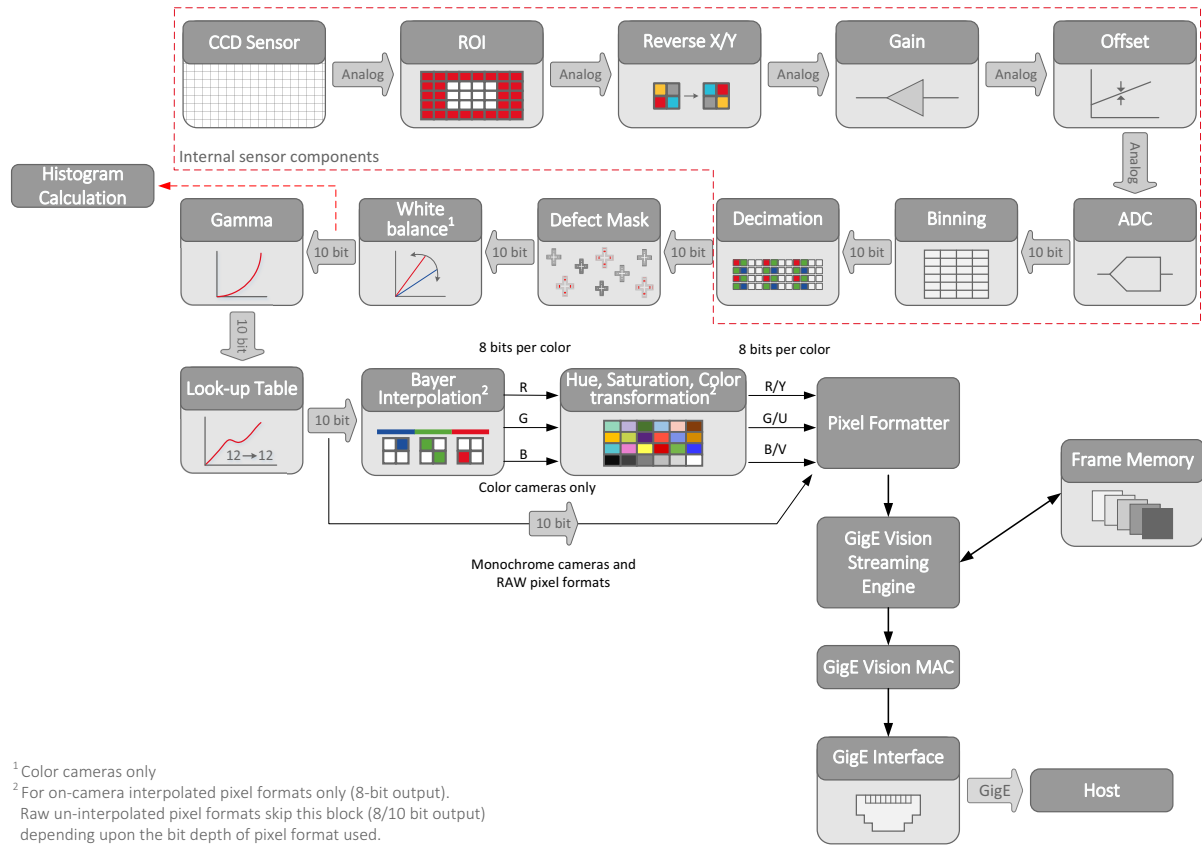 CCD Sensor
Analog
ROI
Analog
Reverse X/Y
Analog
Gain
Analog
Offset
Internal sensor components
Analog
Histogram
Calculation
Gamma
10 bit
White
balance1
10 bit
Defect Mask
10 bit
Decimation
10 bit
Binning
10 bit
ADC
10 bit
8 bits per color
8 bits per color
Look-up Table
12→12
10 bit
Bayer
Interpolation2
R
G
B
Hue, Saturation, Color
transformation2
R/Y
G/U
B/V
Pixel Formatter
Color cameras only
10 bit
Monochrome cameras and
RAW pixel formats
Frame Memory
GigE Vision
Streaming
Engine
GigE Vision MAC
GigE Interface
GigE
Host
1 Color cameras only
2 For on-camera interpolated pixel formats only (8-bit output).
Raw un-interpolated pixel formats skip this block (8/10 bit output)
depending upon the bit depth of pixel format used.